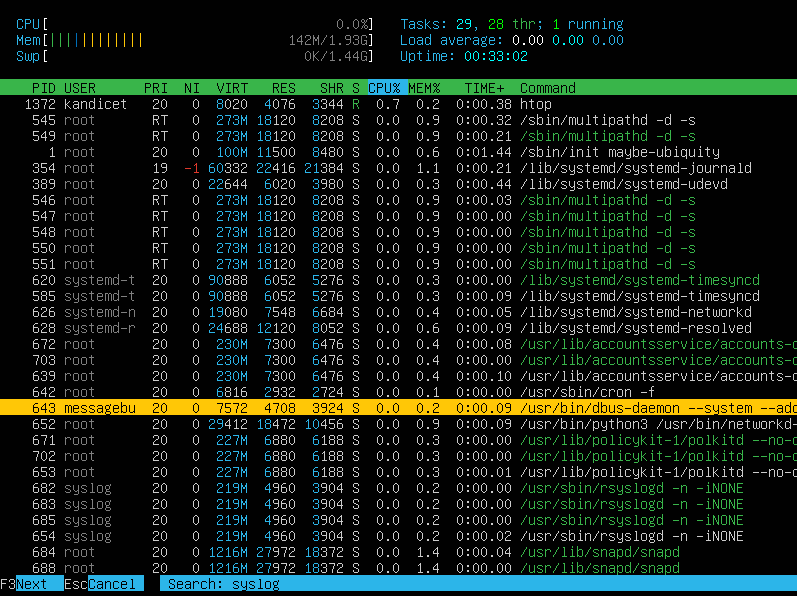 CPU[ 0.0%] Tasks: 29, 28 thr; 1 running
Mem[||||||||||||| 142M/1.93G] Load average: 0.00 0.00 0.00
Swp[ 0K/1.44G] Uptime: 00:33:02
PID USER PRI NI VIRT RES SHR S CPU% MEM% TIME+ Command
1372 kandicet 20 0 8020 4076 3344 R 0.7 0.2 0:00.38 htop
545 root RT 0 273M 18120 8208 S 0.0 0.9 0:00.32 /sbin/multipathd -d -s
549 root RT 0 273M 18120 8208 S 0.0 0.9 0:00.21 /sbin/multipathd -d -s
1 root 20 0 100M 11500 8480 S 0.0 0.6 0:01.44 /sbin/init maybe-ubiquity
354 root 19 -1 60332 22416 21384 S 0.0 1.1 0:00.21 /lib/systemd/systemd-journald
389 root 20 0 22644 6020 3980 S 0.0 0.3 0:00.44 /lib/systemd/systemd-udevd
546 root RT 0 273M 18120 8208 S 0.0 0.9 0:00.03 /sbin/multipathd -d -s
547 root RT 0 273M 18120 8208 S 0.0 0.9 0:00.00 /sbin/multipathd -d -s
548 root RT 0 273M 18120 8208 S 0.0 0.9 0:00.00 /sbin/multipathd -d -s
550 root RT 0 273M 18120 8208 S 0.0 0.9 0:00.00 /sbin/multipathd -d -s
551 root RT 0 273M 18120 8208 S 0.0 0.9 0:00.00 /sbin/multipathd -d -s
620 systemd-t 20 0 90888 6052 5276 S 0.0 0.3 0:00.00 /lib/systemd/systemd-timesyncd
585 systemd-t 20 0 90888 6052 5276 S 0.0 0.3 0:00.09 /lib/systemd/systemd-timesyncd
626 systemd-n 20 0 19080 7548 6684 S 0.0 0.4 0:00.05 /lib/systemd/systemd-networkd
628 systemd-r 20 0 24688 12120 8052 S 0.0 0.6 0:00.09 /lib/systemd/systemd-resolved
672 root 20 0 230M 7300 6476 S 0.0 0.4 0:00.08 /usr/lib/accountsservice/accounts-d
703 root 20 0 230M 7300 6476 S 0.0 0.4 0:00.00 /usr/lib/accountsservice/accounts-d
639 root 20 0 230M 7300 6476 S 0.0 0.4 0:00.10 /usr/lib/accountsservice/accounts-d
642 root 20 0 6816 2932 2724 S 0.0 0.1 0:00.00 /usr/sbin/cron -f
643 messagebu 20 0 7572 4708 3924 S 0.0 0.2 0:00.09 /usr/bin/dbus-daemon --system --add
652 root 20 0 29412 18472 10456 S 0.0 0.9 0:00.09 /usr/bin/python3 /usr/bin/networkd-
671 root 20 0 227M 6880 6188 S 0.0 0.3 0:00.00 /usr/lib/policykit-1/polkitd --no-d
702 root 20 0 227M 6880 6188 S 0.0 0.3 0:00.00 /usr/lib/policykit-1/polkitd --no-d
653 root 20 0 227M 6880 6188 S 0.0 0.3 0:00.01 /usr/lib/policykit-1/polkitd --no-d
682 syslog 20 0 219M 4960 3904 S 0.0 0.2 0:00.00 /usr/sbin/rsyslogd -n -iNONE
683 syslog 20 0 219M 4960 3904 S 0.0 0.2 0:00.00 /usr/sbin/rsyslogd -n -iNONE
685 syslog 20 0 219M 4960 3904 S 0.0 0.2 0:00.00 /usr/sbin/rsyslogd -n -iNONE
654 syslog 20 0 219M 4960 3904 S 0.0 0.2 0:00.02 /usr/sbin/rsyslogd -n -iNONE
684 root 20 0 1216M 27972 18372 S 0.0 1.4 0:00.04 /usr/lib/snapd/snapd
688 root 20 0 1216M 27972 18372 S 0.0 1.4 0:00.00 /usr/lib/snapd/snapd
F3Next EscCancel Search: syslog